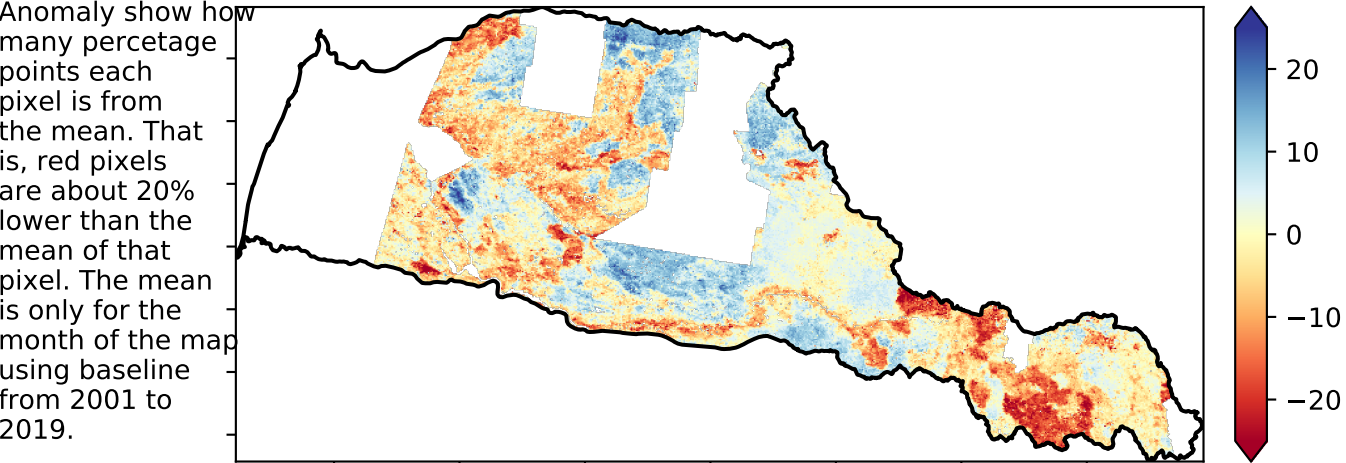 Anomaly show how
many percetage
points each
pixel is from
the mean. That
is, red pixels
are about 20%
lower than the
mean of that
pixel. The mean
is only for the
month of the map
using baseline
from 2001 to
2019.
20
10
0
−10
−20